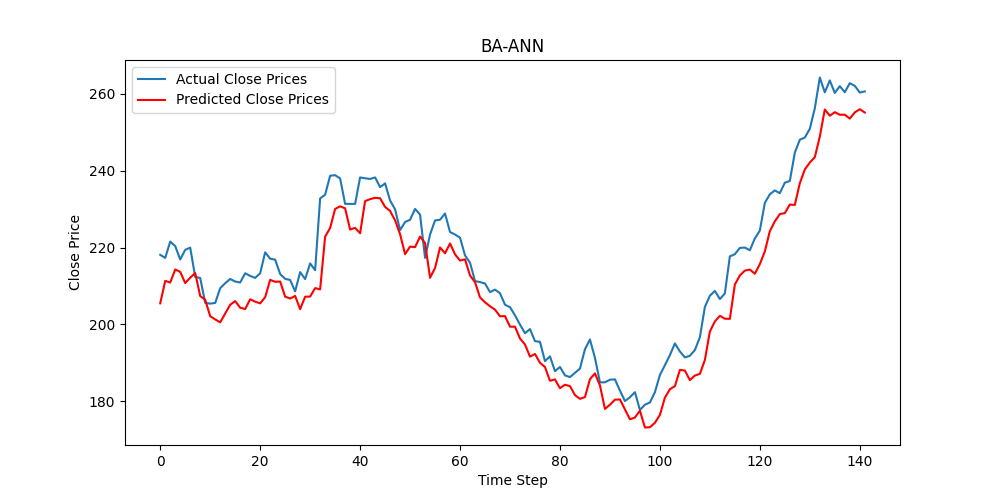 BA-ANN
Actual Close Prices
Predicted Close Prices
Close Price
260
240
220
200
180
0 20 40 60 80 100 120 140
Time Step